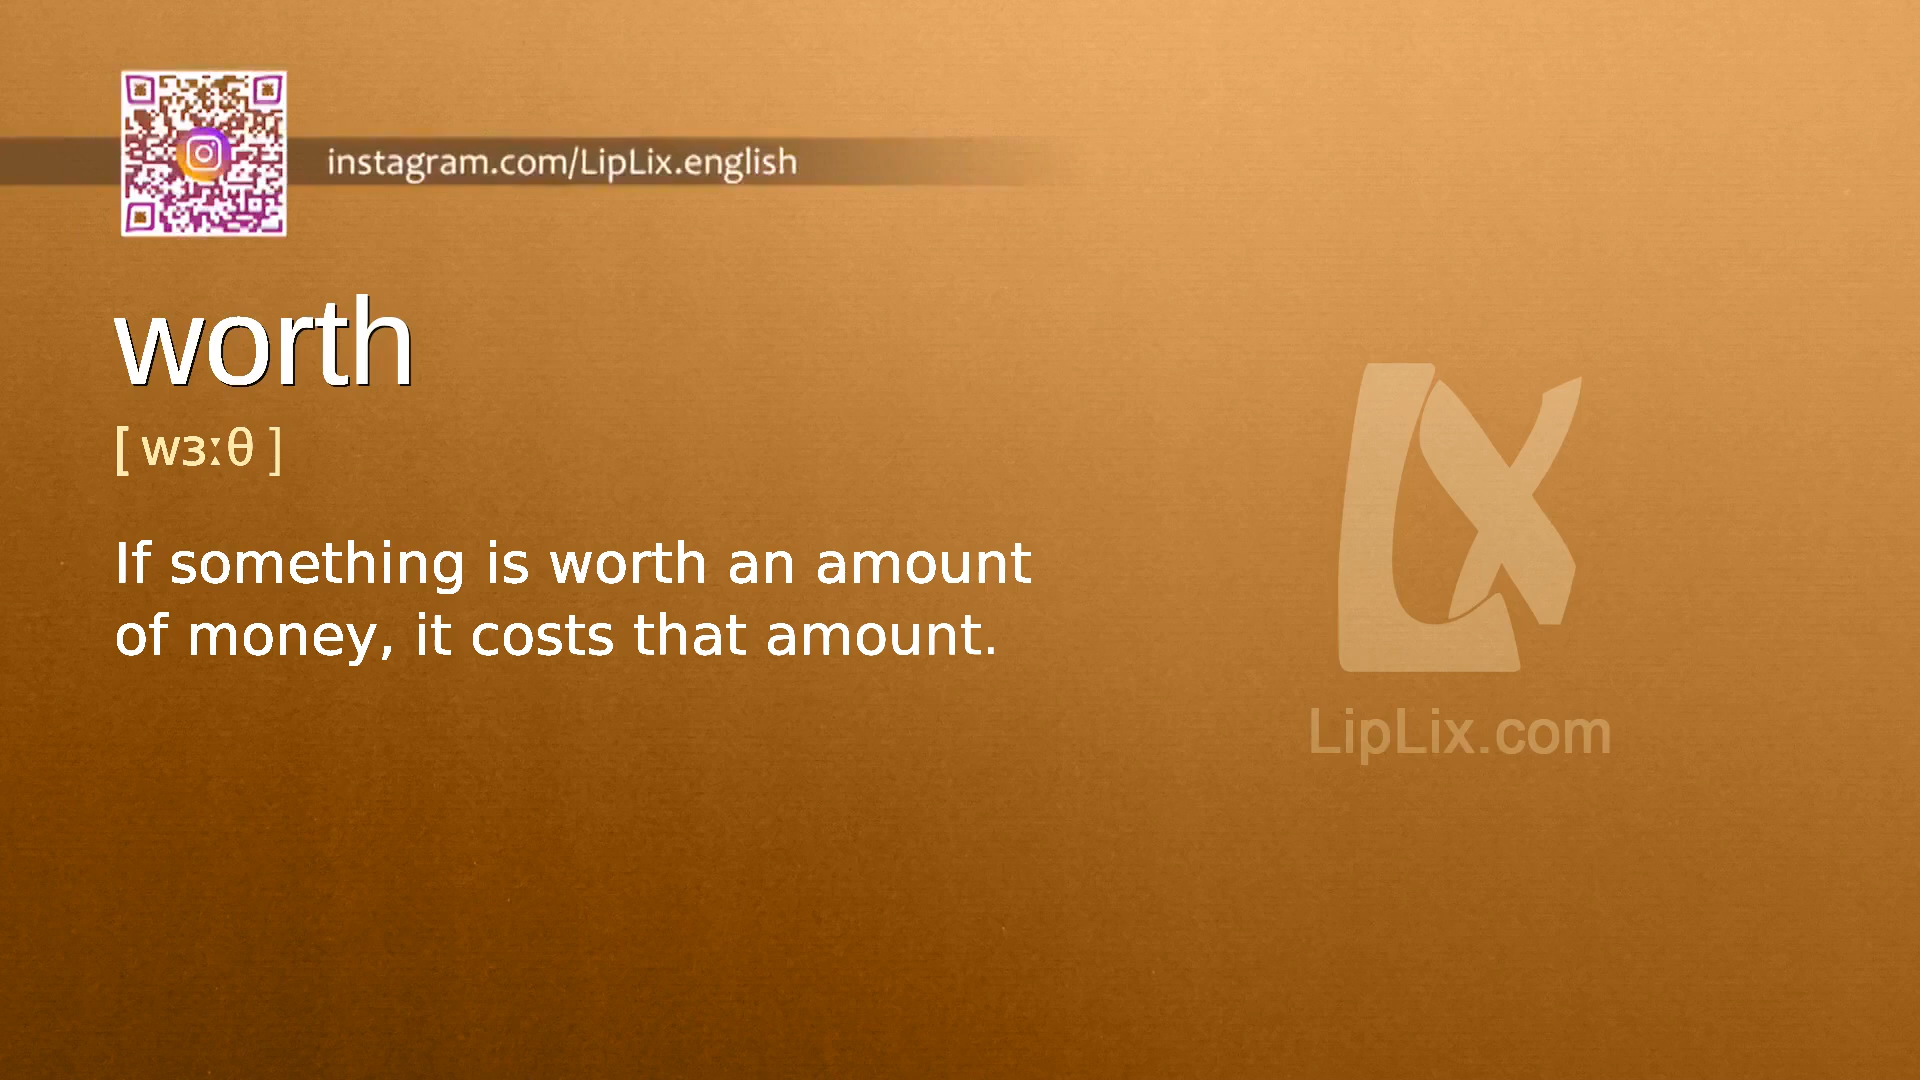 instagram.com/LipLix.english
worth
[ wɜːθ ]
If something is worth an amount
of money, it costs that amount.
LX
LipLix.com